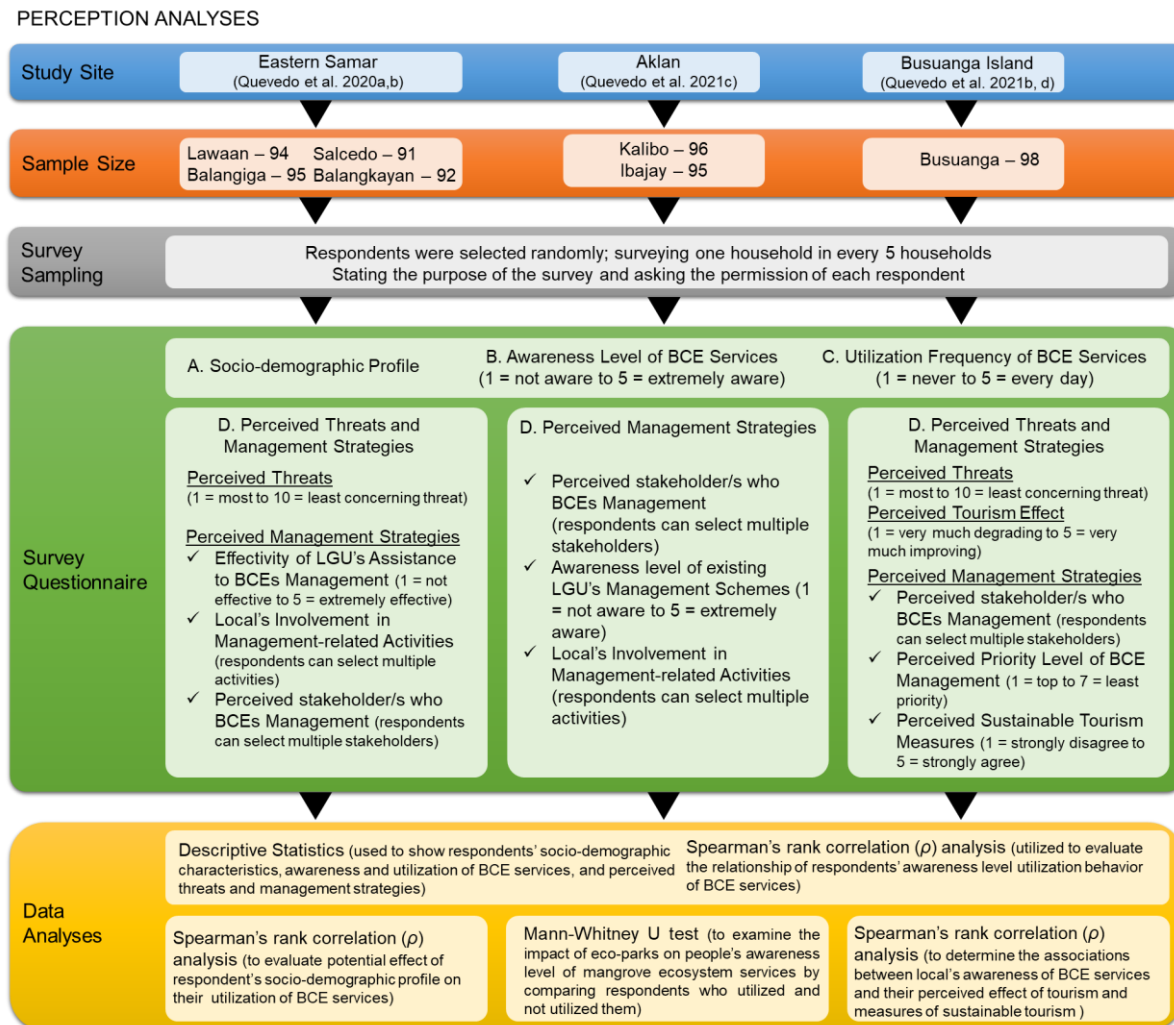 PERCEPTION ANALYSES
Study Site
Eastern Samar
(Quevedo et al. 2020a,b)
Aklan
(Quevedo et al. 2021c)
Busuanga Island
(Quevedo et al. 2021b, d)
Sample Size
Lawaan – 94 Salcedo – 91
Balangiga – 95 Balangkayan – 92
Kalibo – 96
Ibajay – 95
Busuanga – 98
Survey
Sampling
Respondents were selected randomly; surveying one household in every 5 households
Stating the purpose of the survey and asking the permission of each respondent
Survey
Questionnaire
A. Socio-demographic Profile
B. Awareness Level of BCE Services
(1 = not aware to 5 = extremely aware)
C. Utilization Frequency of BCE Services
(1 = never to 5 = every day)
D. Perceived Threats and
Management Strategies
Perceived Threats
(1 = most to 10 = least concerning threat)
Perceived Management Strategies
✓ Effectivity of LGU's Assistance
to BCEs Management (1 = not
effective to 5 = extremely effective)
✓ Local's Involvement in
Management-related Activities
(respondents can select multiple
activities)
✓ Perceived stakeholder/s who
BCEs Management (respondents
can select multiple stakeholders)
D. Perceived Management Strategies
✓ Perceived stakeholder/s who
BCEs Management
(respondents can select multiple
stakeholders)
✓ Awareness level of existing
LGU's Management Schemes (1
= not aware to 5 = extremely
aware)
✓ Local's Involvement in
Management-related Activities
(respondents can select multiple
activities)
D. Perceived Threats and
Management Strategies
Perceived Threats
(1 = most to 10 = least concerning threat)
Perceived Tourism Effect
(1 = very much degrading to 5 = very
much improving)
Perceived Management Strategies
✓ Perceived stakeholder/s who
BCEs Management (respondents
can select multiple stakeholders)
✓ Perceived Priority Level of BCE
Management (1 = top to 7 = least
priority)
✓ Perceived Sustainable Tourism
Measures (1 = strongly disagree to
5 = strongly agree)
Data
Analyses
Descriptive Statistics (used to show respondents' socio-demographic
characteristics, awareness and utilization of BCE services, and perceived
threats and management strategies)
Spearman's rank correlation (ρ) analysis (utilized to evaluate
the relationship of respondents' awareness level utilization behavior
of BCE services)
Spearman's rank correlation (ρ)
analysis (to evaluate potential effect of
respondent's socio-demographic profile on
their utilization of BCE services)
Mann-Whitney U test (to examine the
impact of eco-parks on people's awareness
level of mangrove ecosystem services by
comparing respondents who utilized and
not utilized them)
Spearman's rank correlation (ρ)
analysis (to determine the associations
between local's awareness of BCE services
and their perceived effect of tourism and
measures of sustainable tourism )